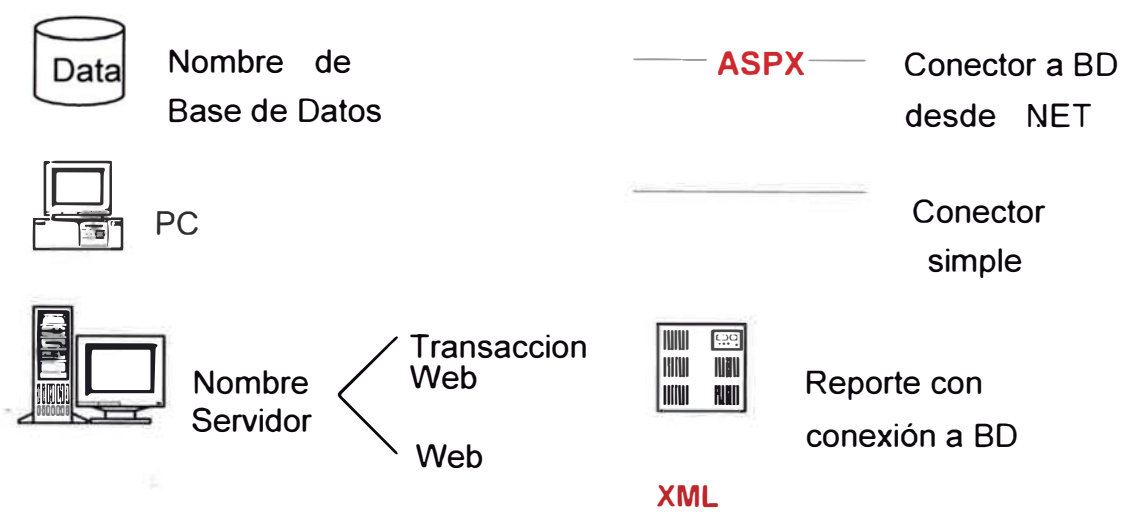 Data
Nombre de
Base de Datos
PC
Nombre
Servidor
Transaccion
Web
Web
ASPX
Conector a BD
desde NET
Conector
simple
Reporte con
conexión a BD
XML